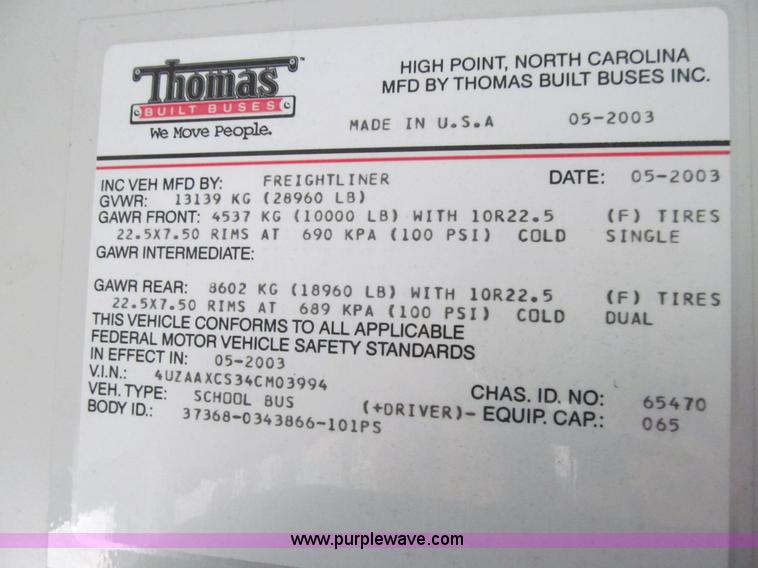 Thomas™
BUILT BUSES
We Move People.
HIGH POINT, NORTH CAROLINA
MFD BY THOMAS BUILT BUSES INC.
MADE IN U.S.A 05-2003
INC VEH MFD BY: FREIGHTLINER DATE: 05-2003
GVWR: 13139 KG (28960 LB)
GAWR FRONT: 4537 KG (10000 LB) WITH 10R22.5 (F) TIRES
22.5X7.50 RIMS AT 690 KPA (100 PSI) COLD SINGLE
GAWR INTERMEDIATE:
GAWR REAR: 8602 KG (18960 LB) WITH 10R22.5 (F) TIRES
22.5X7.50 RIMS AT 689 KPA (100 PSI) COLD DUAL
THIS VEHICLE CONFORMS TO ALL APPLICABLE
FEDERAL MOTOR VEHICLE SAFETY STANDARDS
IN EFFECT IN: 05-2003
V.I.N.: 4UZAAXCS34CM03994
VEH. TYPE: SCHOOL BUS CHAS. ID. NO: 65470
BODY ID.: 37368-0343866-101PS (+DRIVER)- EQUIP. CAP.: 065
www.purplewave.com